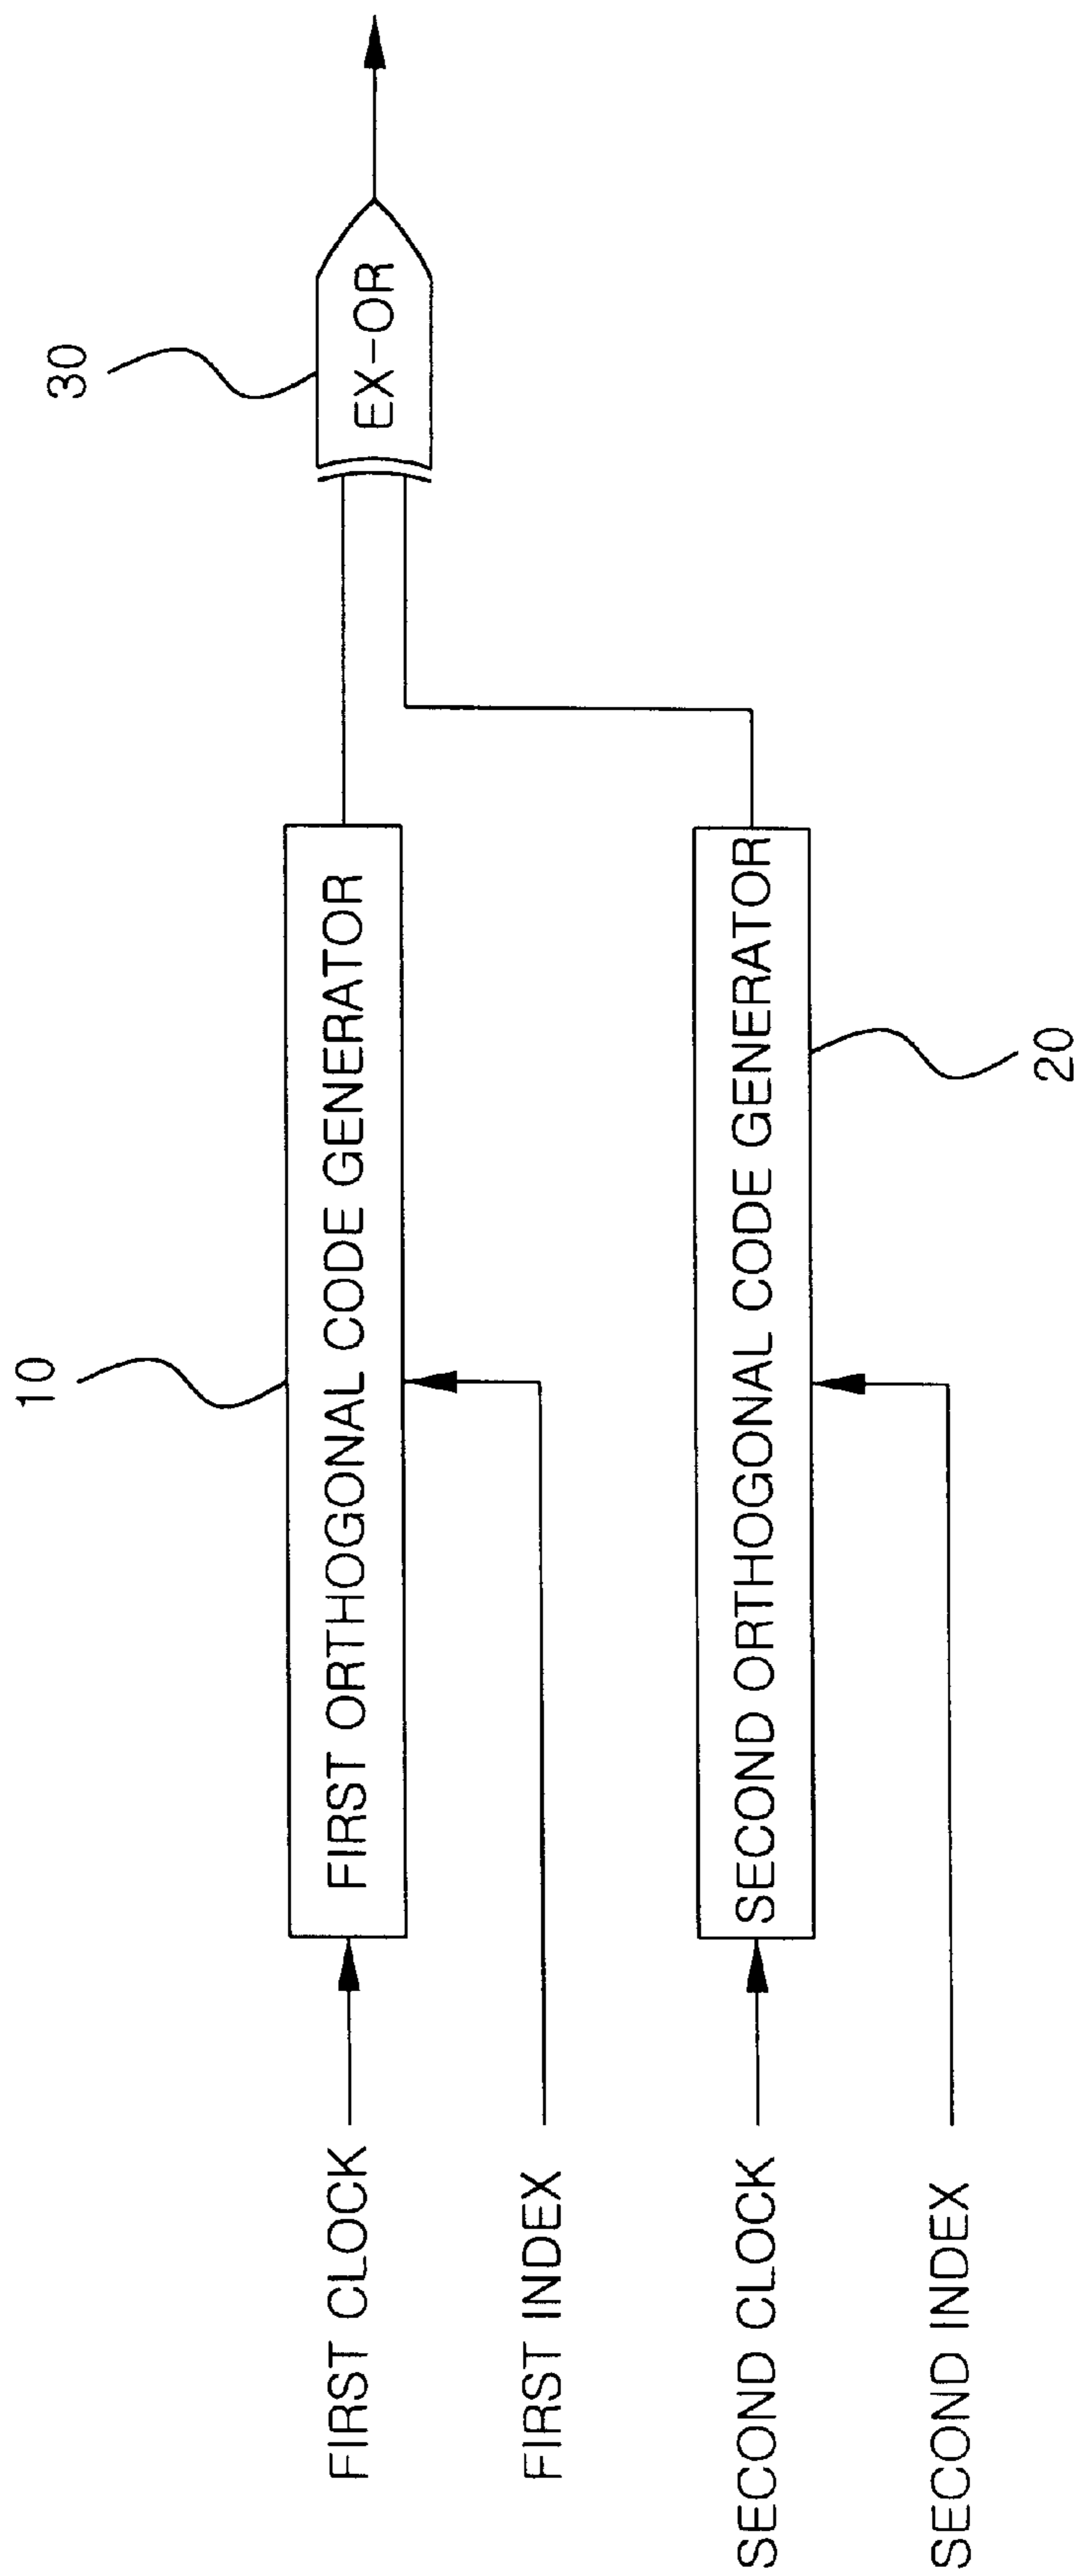 30
EX-OR
10
FIRST ORTHOGONAL CODE GENERATOR
FIRST CLOCK
FIRST INDEX
SECOND ORTHOGONAL CODE GENERATOR
SECOND CLOCK
20
SECOND INDEX